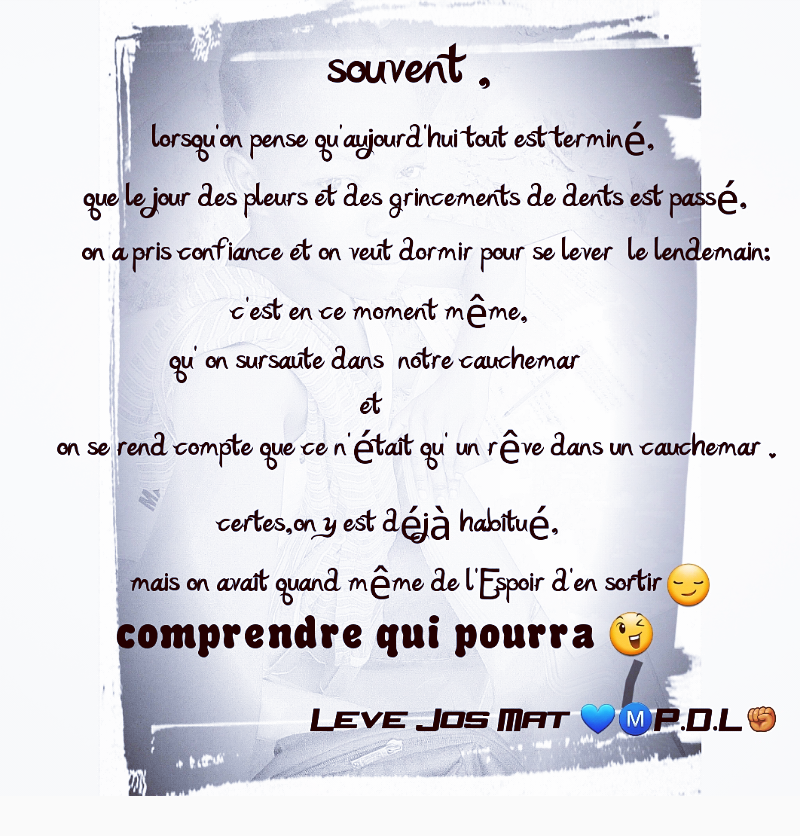 souvent ,
lorsqu'on pense qu'aujourd'hui tout est terminé,
que le jour des pleurs et des grincements de dents est passé,
on a pris confiance et on veut dormir pour se lever le lendemain:
c'est en ce moment même,
qu' on sursaute dans notre cauchemar
et
on se rend compte que ce n'était qu' un rêve dans un cauchemar .
certes,on y est déjà habitué,
mais on avait quand même de l'Espoir d'en sortir 😏
comprendre qui pourra 😉
Leve Jos Mat 💙Ⓜ️P.D.L✊🏾